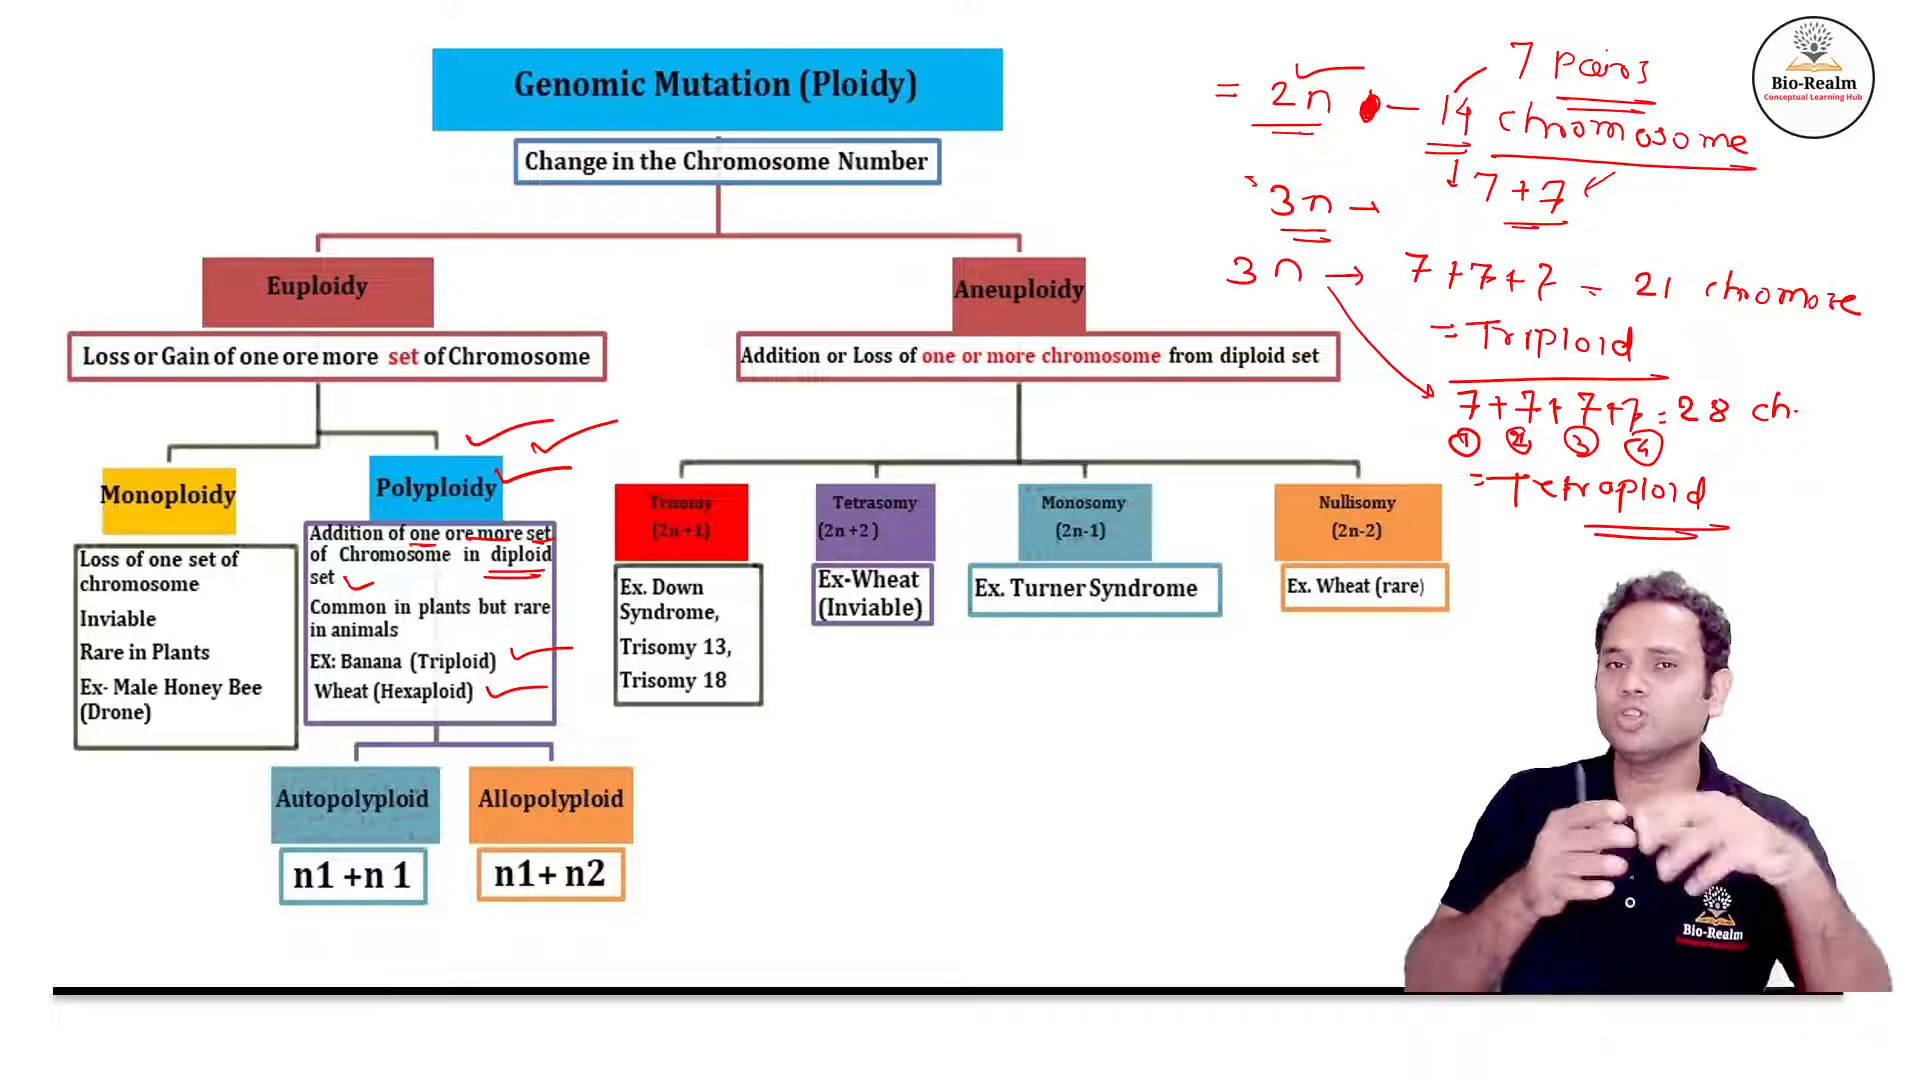 Genomic Mutation (Ploidy)
Change in the Chromosome Number
Euploidy
Loss or Gain of one ore more set of Chromosome
Aneuploidy
Addition or Loss of one or more chromosome from diploid set
Monoploidy
Loss of one set of
chromosome
Inviable
Rare in Plants
Ex- Male Honey Bee
(Drone)
Polyploidy
Addition of one ore more set
of Chromosome in diploid
set
Common in plants but rare
in animals
EX: Banana (Triploid)
Wheat (Hexaploid)
Autopolyploid
n1 +n 1
Allopolyploid
n1+ n2
Trisomy
(2n +1)
Ex. Down
Syndrome,
Trisomy 13,
Trisomy 18
Tetrasomy
(2n +2 )
Ex-Wheat
(Inviable)
Monosomy
(2n-1)
Ex. Turner Syndrome
Nullisomy
(2n-2)
Ex. Wheat (rare)
7 pairs
= 2n - 14 chromosome
7 + 7
3n →
3n → 7 + 7 + 7 = 21 chromore
= Triploid
7 + 7 + 7 + 7 = 28 ch.
1 2 3 4
= Tetraploid
Bio-Realm
Conceptual Learning Hub
Bio-Realm